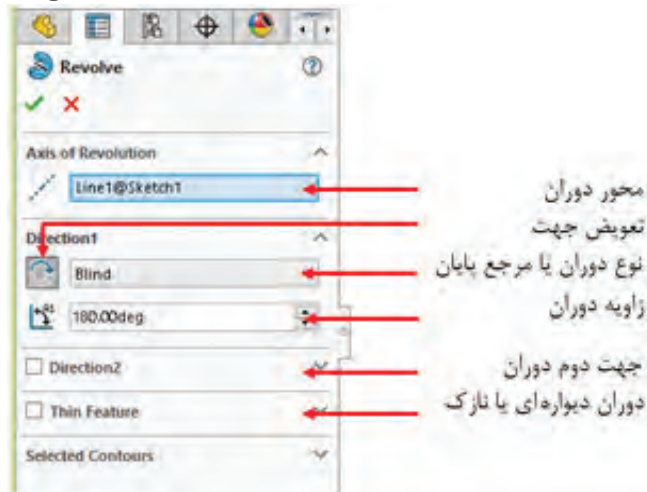 Revolve
Axis of Revolution
Line1@Sketch1
محور دوران
تعویض جهت
Direction1
Blind
نوع دوران یا مرجع پایان
180.00deg
زاویه دوران
Direction2
جهت دوم دوران
Thin Feature
دوران دیواره‌ای یا نازک
Selected Contours